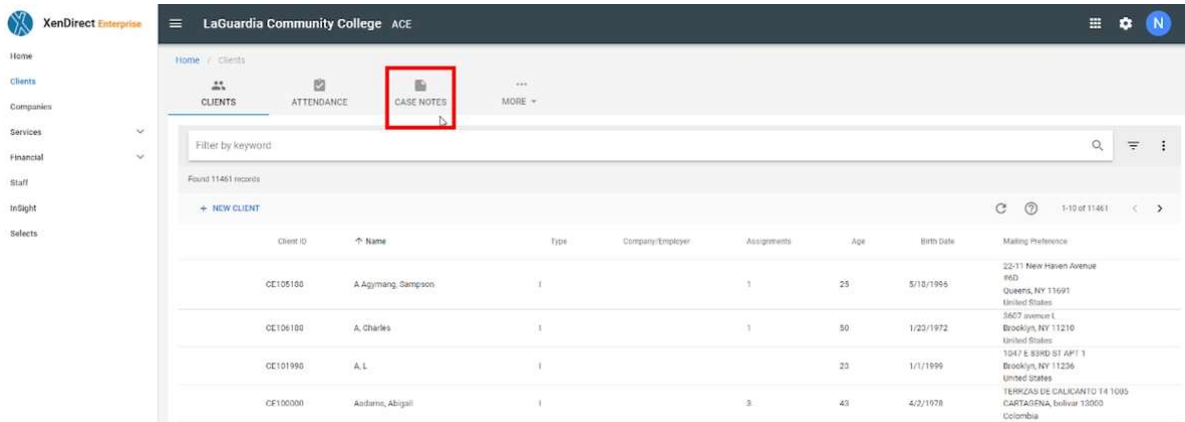 XenDirect Enterprise
LaGuardia Community College ACE
N
Home
Clients
Companies
Services
Financial
Staff
InSight
Selects
Home / Clients
CLIENTS ATTENDANCE CASE NOTES MORE
Filter by keyword
Found 11461 records
+ NEW CLIENT 1-10 of 11461
Client ID Name Type Company/Employer Assignments Age Birth Date Mailing Preference
22-11 New Haven Avenue
#6D
CE105180 A Agymang, Sampson I 1 25 5/18/1996
Queens, NY 11691
United States
3607 avenue L
CE106180 A, Charles I 1 50 1/23/1972 Brooklyn, NY 11210
United States
1047 E 83RD ST APT 1
CE101990 A, L I 23 1/1/1999 Brooklyn, NY 11236
United States
TERRZAS DE CALICANTO T4 1005
CE100000 Aadams, Abigail I 3 43 4/2/1978 CARTAGENA, bolivar 13000
Colombia